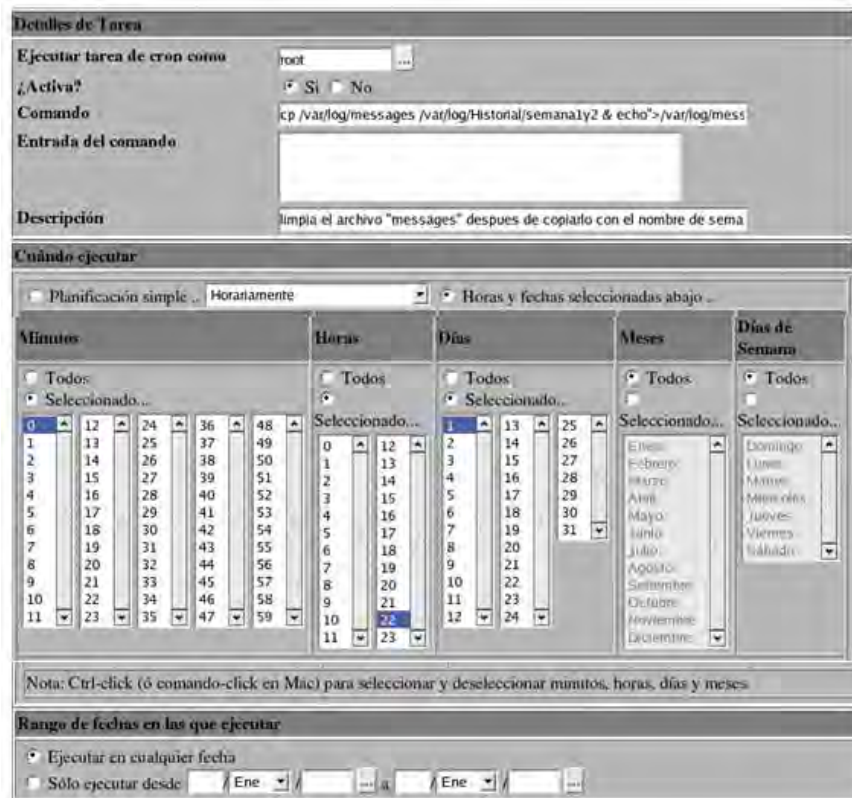 Detalles de Tarea
Ejecutar tarea de cron como root ...
¿Activa? Si No
Comando cp /var/log/messages /var/log/Historial/semana1y2 & echo">/var/log/mess
Entrada del comando
Descripción limpia el archivo "messages" despues de copiarlo con el nombre de sema
Cuándo ejecutar
Planificación simple .. Horariamente Horas y fechas seleccionadas abajo ..
Minutos Horas Días Meses Días de Semana
Todos Todos Todos Todos Todos
Seleccionado... Seleccionado... Seleccionado... Seleccionado... Seleccionado...
0 12 24 36 48 0 12 1 13 25 Enero Domingo
1 13 25 37 49 1 13 2 14 26 Febrero Lunes
2 14 26 38 50 2 14 3 15 27 Marzo Martes
3 15 27 39 51 3 15 4 16 28 Abril Miércoles
4 16 28 40 52 4 16 5 17 29 Mayo Jueves
5 17 29 41 53 5 17 6 18 30 Junio Viernes
6 18 30 42 54 6 18 7 19 31 Julio Sábado
7 19 31 43 55 7 19 8 20 Agosto
8 20 32 44 56 8 20 9 21 Setiembre
9 21 33 45 57 9 21 10 22 Octubre
10 22 34 46 58 10 22 11 23 Noviembre
11 23 35 47 59 11 23 12 24 Diciembre
Nota: Ctrl-click (ó comando-click en Mac) para seleccionar y deseleccionar minutos, horas, días y meses
Rango de fechas en las que ejecutar
Ejecutar en cualquier fecha
Sólo ejecutar desde / Ene / ... a / Ene / ...